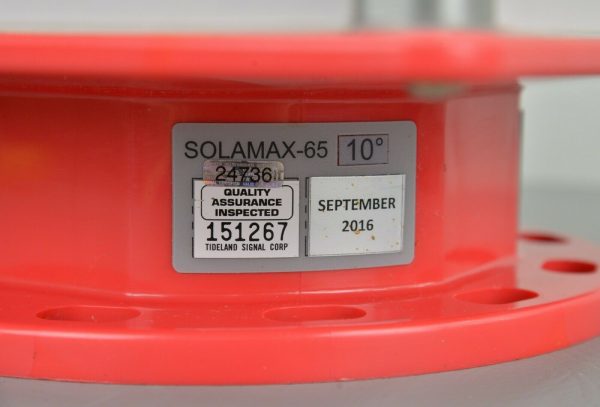 SOLAMAX-65 10°
24736
QUALITY
ASSURANCE
INSPECTED
151267
TIDELAND SIGNAL CORP
SEPTEMBER
2016